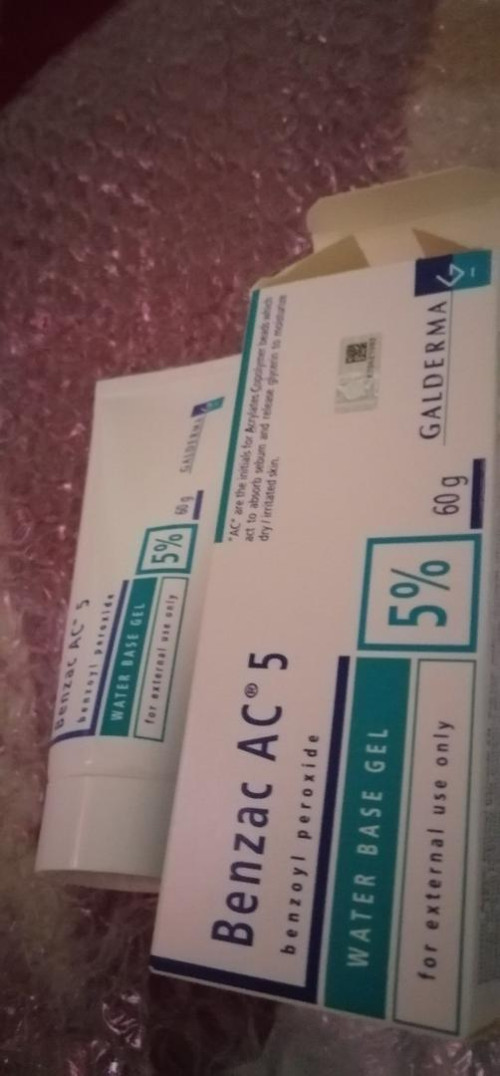 Benzac AC® 5
benzoyl peroxide
WATER BASE GEL
5%
for external use only
60 g
GALDERMA
"AC" are the initials for Acrylates Copolymer beads which
act to absorb sebum and release glycerin to moisturize
dry / irritated skin.
Benzac AC® 5
benzoyl peroxide
WATER BASE GEL
5%
for external use only
60 g
GALDERMA